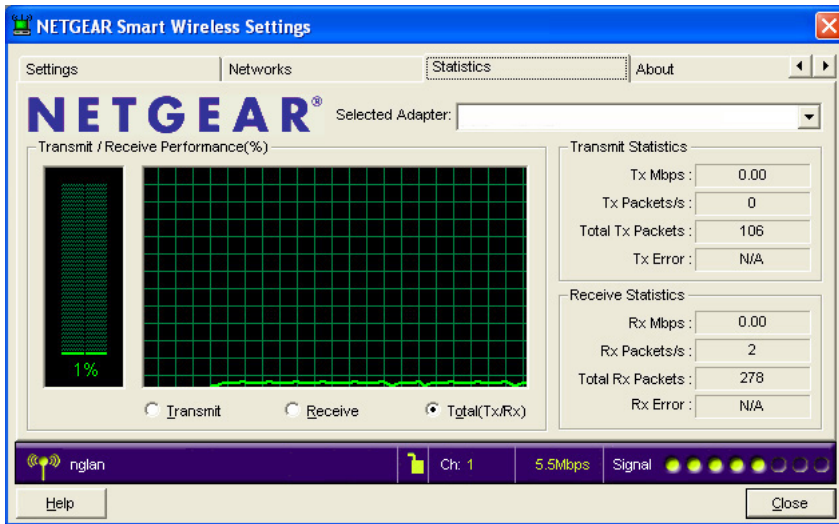 NETGEAR Smart Wireless Settings
Settings
Networks
Statistics
About
NETGEAR®
Selected Adapter:
Transmit / Receive Performance(%)
1%
Transmit
Receive
Total(Tx/Rx)
Transmit Statistics
Tx Mbps : 0.00
Tx Packets/s : 0
Total Tx Packets : 106
Tx Error : N/A
Receive Statistics
Rx Mbps : 0.00
Rx Packets/s : 2
Total Rx Packets : 278
Rx Error : N/A
nglan Ch: 1 5.5Mbps Signal
Help
Close